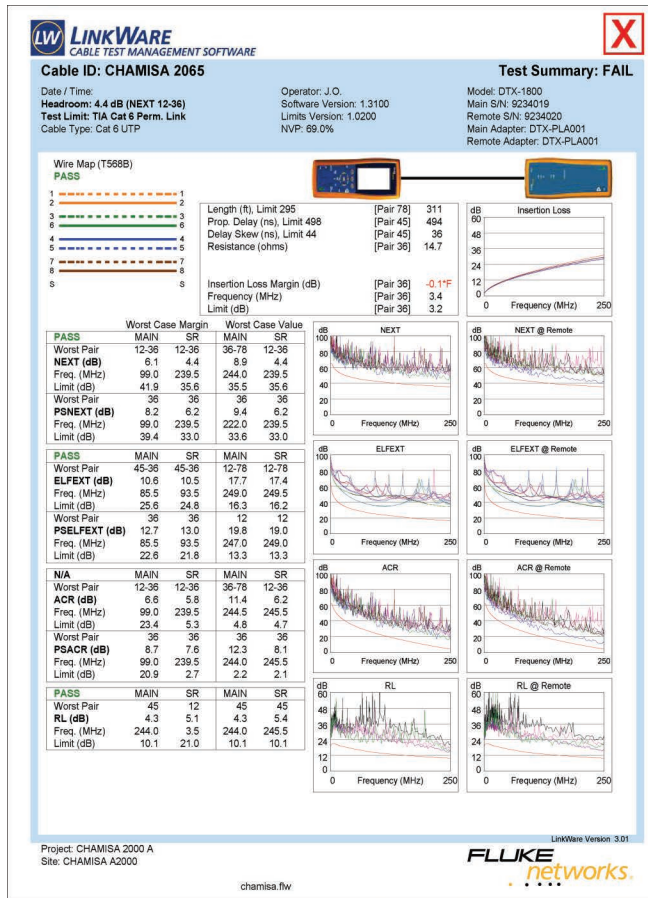 LW LINKWARE
CABLE TEST MANAGEMENT SOFTWARE
X
Cable ID: CHAMISA 2065
Test Summary: FAIL
Date / Time:
Headroom: 4.4 dB (NEXT 12-36)
Test Limit: TIA Cat 6 Perm. Link
Cable Type: Cat 6 UTP
Operator: J.O.
Software Version: 1.3100
Limits Version: 1.0200
NVP: 69.0%
Model: DTX-1800
Main S/N: 9234019
Remote S/N: 9234020
Main Adapter: DTX-PLA001
Remote Adapter: DTX-PLA001
Wire Map (T568B)
PASS
1 1
2 2
3 3
6 6
4 4
5 5
7 7
8 8
S S
Length (ft), Limit 295 [Pair 78] 311
Prop. Delay (ns), Limit 498 [Pair 45] 494
Delay Skew (ns), Limit 44 [Pair 45] 36
Resistance (ohms) [Pair 36] 14.7
Insertion Loss Margin (dB) [Pair 36] -0.1*F
Frequency (MHz) [Pair 36] 3.4
Limit (dB) [Pair 36] 3.2
dB Insertion Loss
60
48
36
24
12
0
0 Frequency (MHz) 250
Worst Case Margin Worst Case Value
PASS MAIN SR MAIN SR
Worst Pair 12-36 12-36 36-78 12-36
NEXT (dB) 6.1 4.4 8.9 4.4
Freq. (MHz) 99.0 239.5 244.0 239.5
Limit (dB) 41.9 35.6 35.5 35.6
Worst Pair 36 36 36 36
PSNEXT (dB) 8.2 6.2 9.4 6.2
Freq. (MHz) 99.0 239.5 222.0 239.5
Limit (dB) 39.4 33.0 33.6 33.0
PASS MAIN SR MAIN SR
Worst Pair 45-36 45-36 12-78 12-78
ELFEXT (dB) 10.6 10.5 17.7 17.4
Freq. (MHz) 85.5 93.5 249.0 249.5
Limit (dB) 25.6 24.8 16.3 16.2
Worst Pair 36 36 12 12
PSELFEXT (dB) 12.7 13.0 19.8 19.0
Freq. (MHz) 85.5 93.5 247.0 249.0
Limit (dB) 22.6 21.8 13.3 13.3
N/A MAIN SR MAIN SR
Worst Pair 12-36 12-36 36-78 12-36
ACR (dB) 6.6 5.8 11.4 6.2
Freq. (MHz) 99.0 239.5 244.5 245.5
Limit (dB) 23.4 5.3 4.8 4.7
Worst Pair 36 36 36 36
PSACR (dB) 8.7 7.6 12.3 8.1
Freq. (MHz) 99.0 239.5 244.0 245.5
Limit (dB) 20.9 2.7 2.2 2.1
PASS MAIN SR MAIN SR
Worst Pair 45 12 45 45
RL (dB) 4.3 5.1 4.3 5.4
Freq. (MHz) 244.0 3.5 244.0 245.5
Limit (dB) 10.1 21.0 10.1 10.1
dB NEXT
100
80
60
40
20
0
0 Frequency (MHz) 250
dB NEXT @ Remote
100
80
60
40
20
0
0 Frequency (MHz) 250
dB ELFEXT
100
80
60
40
20
0
0 Frequency (MHz) 250
dB ELFEXT @ Remote
100
80
60
40
20
0
0 Frequency (MHz) 250
dB ACR
100
80
60
40
20
0
0 Frequency (MHz) 250
dB ACR @ Remote
100
80
60
40
20
0
0 Frequency (MHz) 250
dB RL
60
48
36
24
12
0
0 Frequency (MHz) 250
dB RL @ Remote
60
48
36
24
12
0
0 Frequency (MHz) 250
LinkWare Version 3.01
Project: CHAMISA 2000 A
Site: CHAMISA A2000
FLUKE
networks.
chamisa.flw